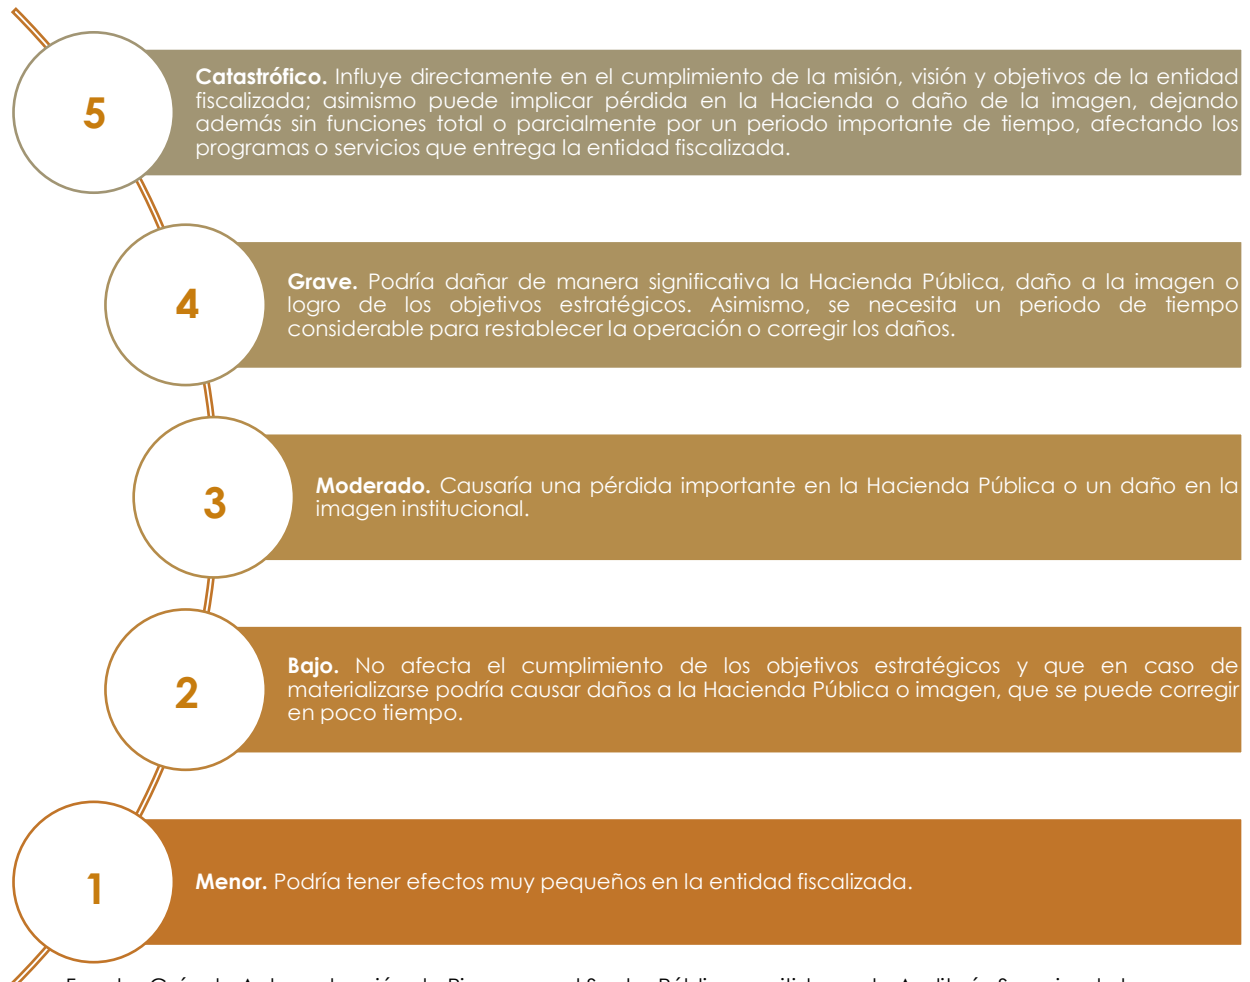 5
Catastrófico. Influye directamente en el cumplimiento de la misión, visión y objetivos de la entidad
fiscalizada; asimismo puede implicar pérdida en la Hacienda o daño de la imagen, dejando
además sin funciones total o parcialmente por un periodo importante de tiempo, afectando los
programas o servicios que entrega la entidad fiscalizada.
4
Grave. Podría dañar de manera significativa la Hacienda Pública, daño a la imagen o
logro de los objetivos estratégicos. Asimismo, se necesita un periodo de tiempo
considerable para restablecer la operación o corregir los daños.
3
Moderado. Causaría una pérdida importante en la Hacienda Pública o un daño en la
imagen institucional.
2
Bajo. No afecta el cumplimiento de los objetivos estratégicos y que en caso de
materializarse podría causar daños a la Hacienda Pública o imagen, que se puede corregir
en poco tiempo.
1
Menor. Podría tener efectos muy pequeños en la entidad fiscalizada.